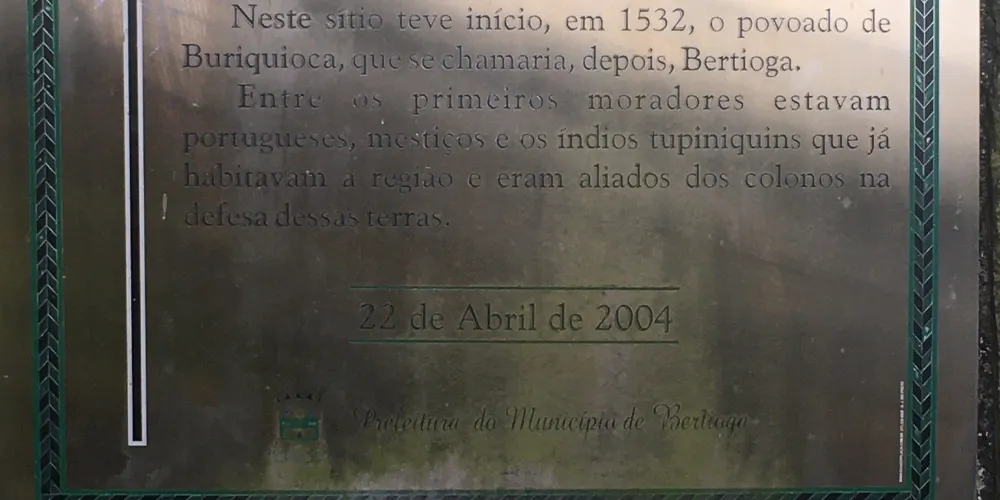 Neste sítio teve início, em 1532, o povoado de
Buriquioca, que se chamaria, depois, Bertioga.
Entre os primeiros moradores estavam
portugueses, mestiços e os índios tupiniquins que já
habitavam a região e eram aliados dos colonos na
defesa dessas terras.
22 de Abril de 2004
Prefeitura do Município de Bertioga